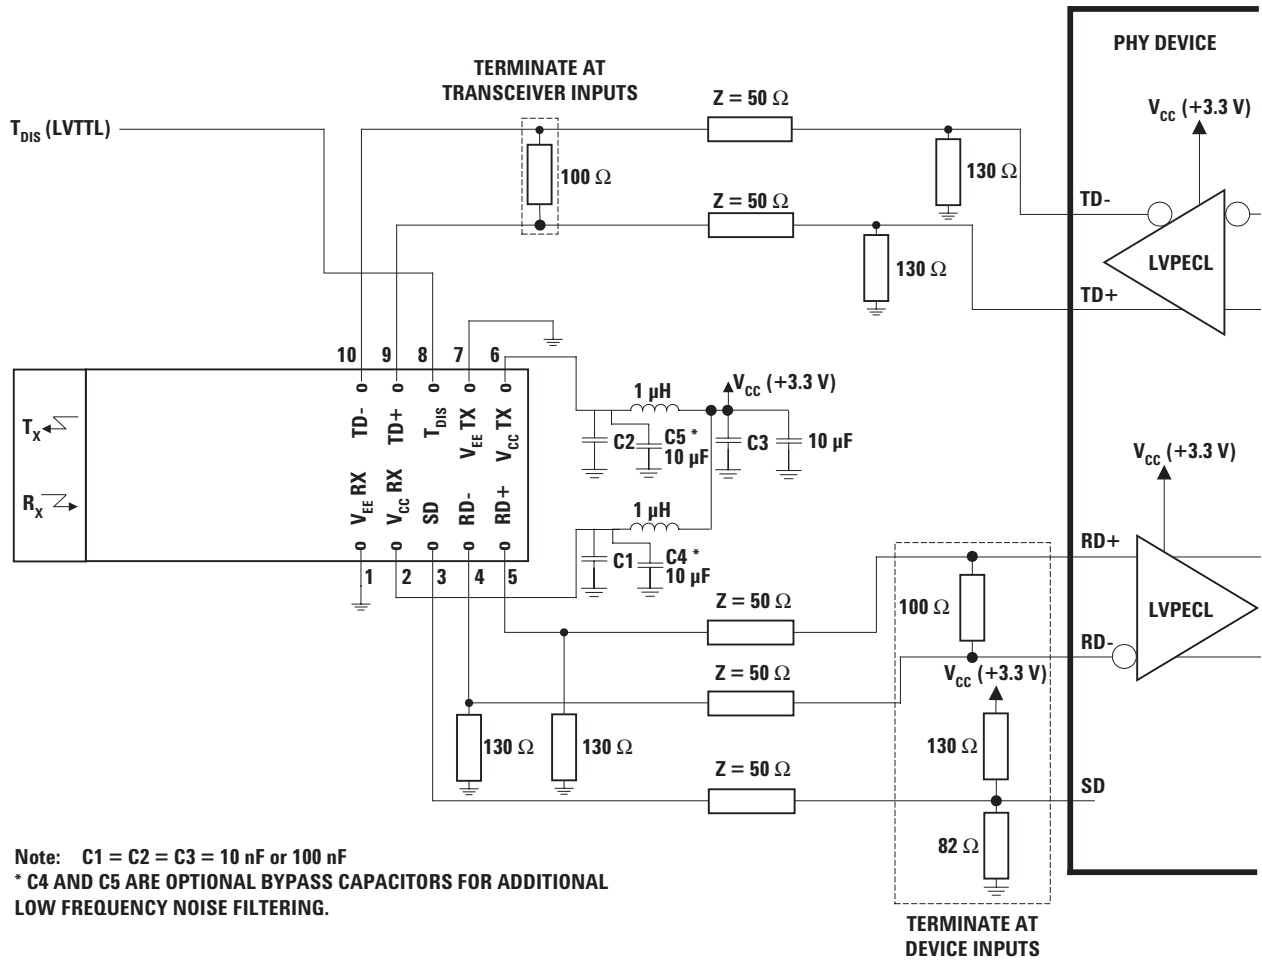 PHY DEVICE
TERMINATE AT
TRANSCEIVER INPUTS
Z = 50 Ω
V_CC (+3.3 V)
T_DIS (LVTTL)
100 Ω
130 Ω
TD-
Z = 50 Ω
LVPECL
130 Ω
TD+
10
9
8
7
6
1 µH
V_CC (+3.3 V)
T_X
TD-
TD+
T_DIS
V_EE TX
V_CC TX
C2
C5 *
10 µF
C3
10 µF
V_CC (+3.3 V)
R_X
V_EE RX
V_CC RX
SD
RD-
RD+
1 µH
C1
C4 *
10 µF
RD+
1
2
3
4
5
Z = 50 Ω
100 Ω
LVPECL
RD-
V_CC (+3.3 V)
Z = 50 Ω
130 Ω
130 Ω
130 Ω
Z = 50 Ω
SD
82 Ω
Note: C1 = C2 = C3 = 10 nF or 100 nF
* C4 AND C5 ARE OPTIONAL BYPASS CAPACITORS FOR ADDITIONAL
LOW FREQUENCY NOISE FILTERING.
TERMINATE AT
DEVICE INPUTS